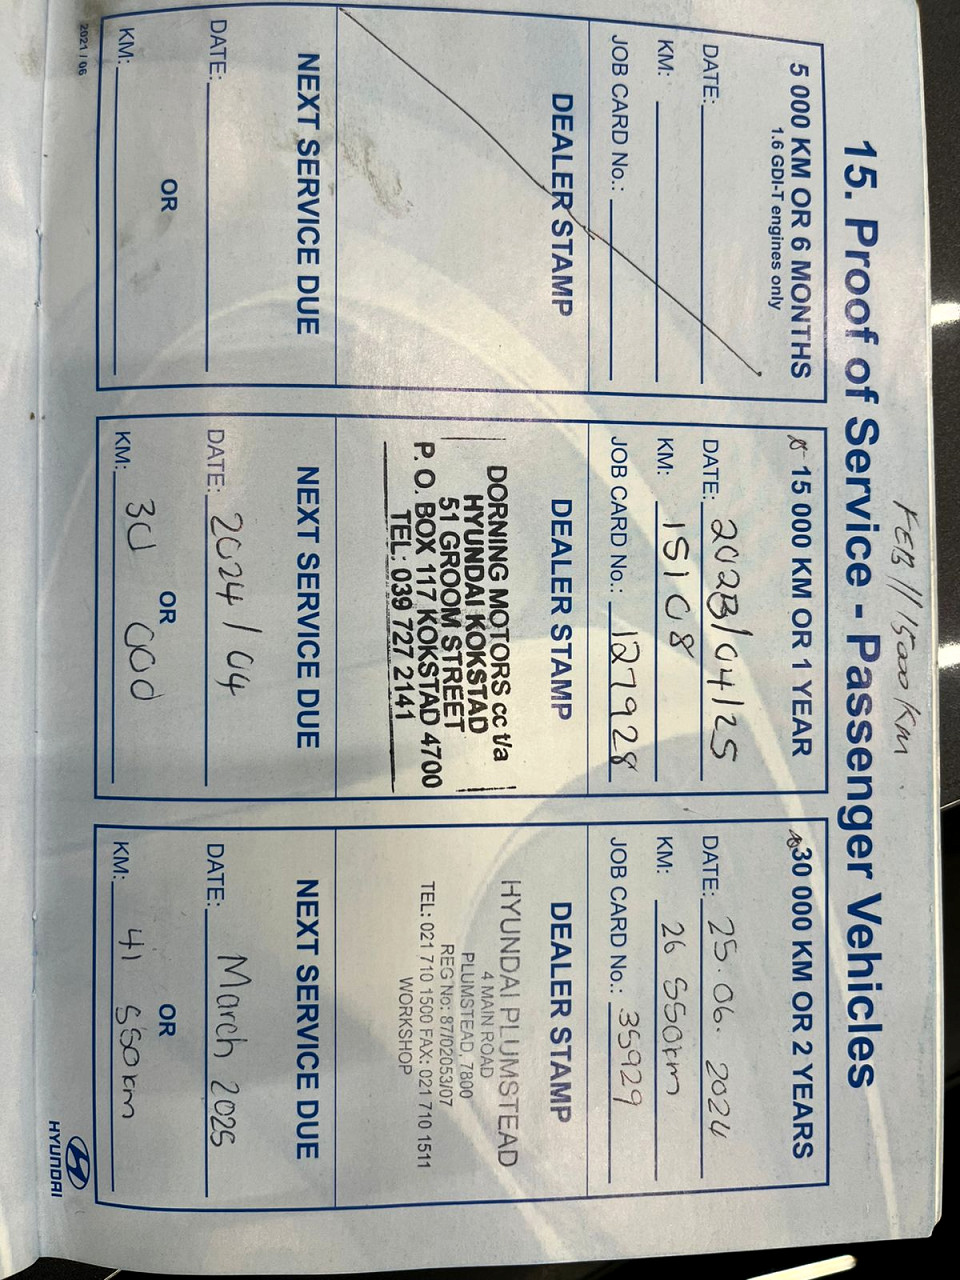 FEB // 15000 KM.
15. Proof of Service - Passenger Vehicles
5 000 KM OR 6 MONTHS
1.6 GDI-T engines only
DATE:
KM:
JOB CARD No.:
DEALER STAMP
NEXT SERVICE DUE
DATE:
OR
KM:
15 000 KM OR 1 YEAR
DATE: 2023/04/25
KM: 15108
JOB CARD No.: 127928
DEALER STAMP
DORNING MOTORS cc t/a
HYUNDAI KOKSTAD
51 GROOM STREET
P. O. BOX 117 KOKSTAD 4700
TEL: 039 727 2141
NEXT SERVICE DUE
DATE: 2024/04
OR
KM: 30 000
30 000 KM OR 2 YEARS
DATE: 25.06. 2024
KM: 26 550km
JOB CARD No.: 35929
DEALER STAMP
HYUNDAI PLUMSTEAD
4 MAIN ROAD
PLUMSTEAD, 7800
REG No: 87/02053/07
TEL: 021 710 1500 FAX: 021 710 1511
WORKSHOP
NEXT SERVICE DUE
DATE: March 2025
OR
KM: 41 550km
2021 / 06
HYUNDAI